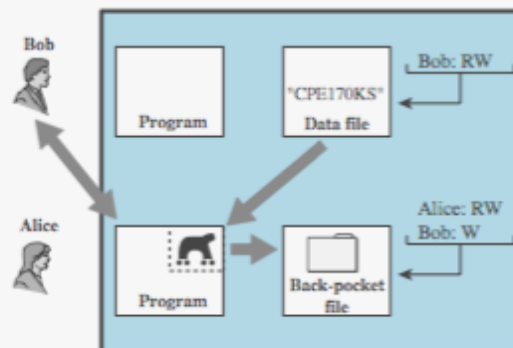 Bob
Program
"CPE170KS"
Data file
Bob: RW
Alice
Program
Back-pocket
file
Alice: RW
Bob: W